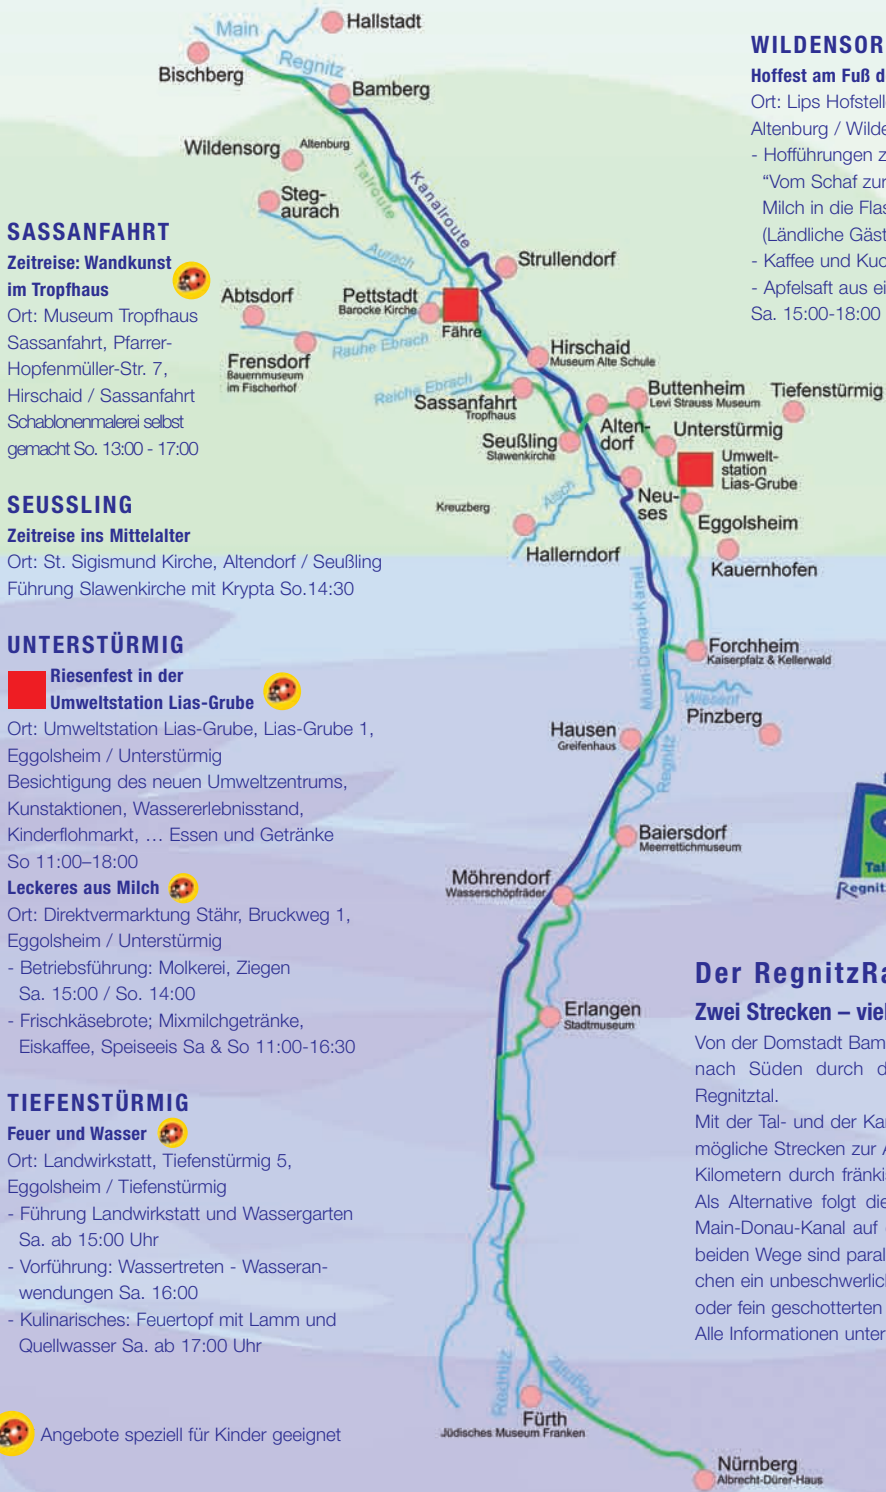 SASSANFAHRT
Zeitreise: Wandkunst
im Tropfhaus
Ort: Museum Tropfhaus
Sassanfahrt, Pfarrer-
Hopfenmüller-Str. 7,
Hirschaid / Sassanfahrt
Schablonenmalerei selbst
gemacht So. 13:00 - 17:00
SEUSSLING
Zeitreise ins Mittelalter
Ort: St. Sigismund Kirche, Altendorf / Seußling
Führung Slawenkirche mit Krypta So.14:30
UNTERSTÜRMIG
Riesenfest in der
Umweltstation Lias-Grube
Ort: Umweltstation Lias-Grube, Lias-Grube 1,
Eggolsheim / Unterstürmig
Besichtigung des neuen Umweltzentrums,
Kunstaktionen, Wassererlebnisstand,
Kinderflohmarkt, … Essen und Getränke
So 11:00–18:00
Leckeres aus Milch
Ort: Direktvermarktung Stähr, Bruckweg 1,
Eggolsheim / Unterstürmig
- Betriebsführung: Molkerei, Ziegen
Sa. 15:00 / So. 14:00
- Frischkäsebrote; Mixmilchgetränke,
Eiskaffee, Speiseeis Sa & So 11:00-16:30
TIEFENSTÜRMIG
Feuer und Wasser
Ort: Landwirkstatt, Tiefenstürmig 5,
Eggolsheim / Tiefenstürmig
- Führung Landwirkstatt und Wassergarten
Sa. ab 15:00 Uhr
- Vorführung: Wassertreten - Wasseran-
wendungen Sa. 16:00
- Kulinarisches: Feuertopf mit Lamm und
Quellwasser Sa. ab 17:00 Uhr
Angebote speziell für Kinder geeignet
Main
Hallstadt
Bischberg
Regnitz
Bamberg
Wildensorg
Altenburg
Talroute
Kanalroute
Steg-
aurach
Aurach
Strullendorf
Abtsdorf
Pettstadt
Barocke Kirche
Fähre
Rauhe Ebrach
Frensdorf
Bauernmuseum
im Fischerhof
Hirschaid
Museum Alte Schule
Reiche Ebrach
Sassanfahrt
Tropfhaus
Buttenheim
Levi Strauss Museum
Tiefenstürmig
Seußling
Slawenkirche
Alten-
dorf
Unterstürmig
Umwelt-
station
Lias-Grube
Kreuzberg
Aisch
Neu-
ses
Eggolsheim
Hallerndorf
Kauernhofen
Main-Donau-Kanal
Forchheim
Kaiserpfalz & Kellerwald
Wiesent
Pinzberg
Hausen
Greifenhaus
Regnitz
Baiersdorf
Meerrettichmuseum
Möhrendorf
Wasserschöpfräder
Erlangen
Stadtmuseum
Rednitz
Pegnitz
Fürth
Jüdisches Museum Franken
Nürnberg
Albrecht-Dürer-Haus
WILDENSOR
Hoffest am Fuß d
Ort: Lips Hofstell
Altenburg / Wilde
- Hofführungen z
“Vom Schaf zur
Milch in die Flas
(Ländliche Gäst
- Kaffee und Kuc
- Apfelsaft aus ei
Sa. 15:00-18:00
Tal
Regnit
Der RegnitzRa
Zwei Strecken – viel
Von der Domstadt Bam
nach Süden durch d
Regnitztal.
Mit der Tal- und der Ka
mögliche Strecken zur A
Kilometern durch fränkis
Als Alternative folgt die
Main-Donau-Kanal auf
beiden Wege sind paral
chen ein unbeschwerlic
oder fein geschotterten
Alle Informationen unter